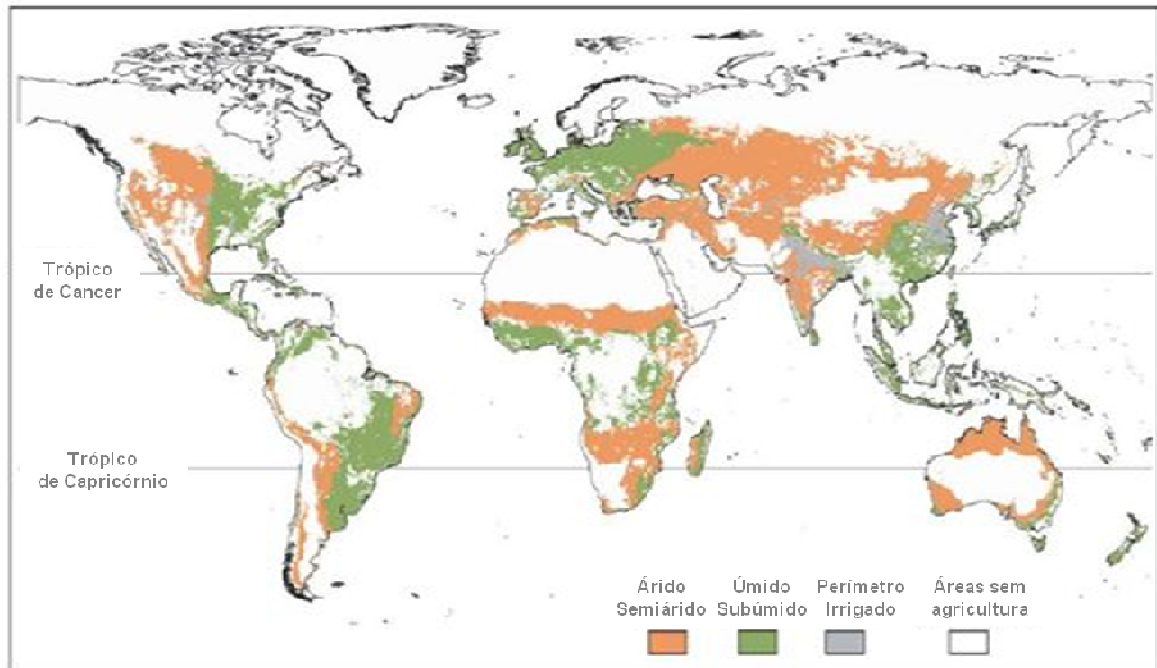 Trópico
de Cancer
Trópico
de Capricórnio
Árido
Semiárido
Úmido
Subúmido
Perímetro
Irrigado
Áreas sem
agricultura